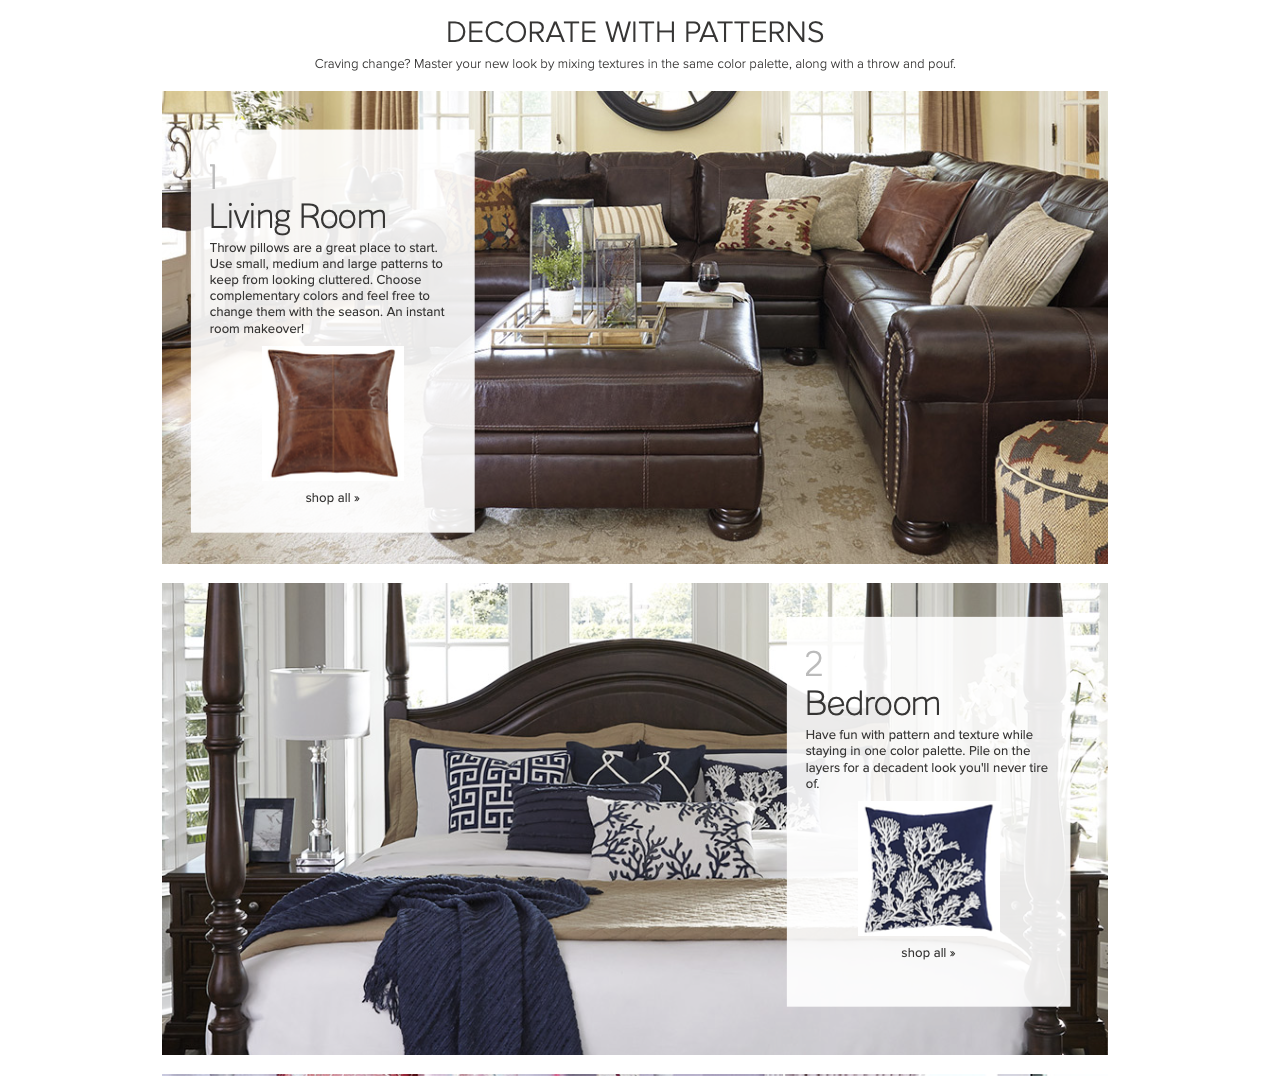 DECORATE WITH PATTERNS
Craving change? Master your new look by mixing textures in the same color palette, along with a throw and pouf.
1
Living Room
Throw pillows are a great place to start.
Use small, medium and large patterns to
keep from looking cluttered. Choose
complementary colors and feel free to
change them with the season. An instant
room makeover!
shop all »
2
Bedroom
Have fun with pattern and texture while
staying in one color palette. Pile on the
layers for a decadent look you'll never tire
of.
shop all »